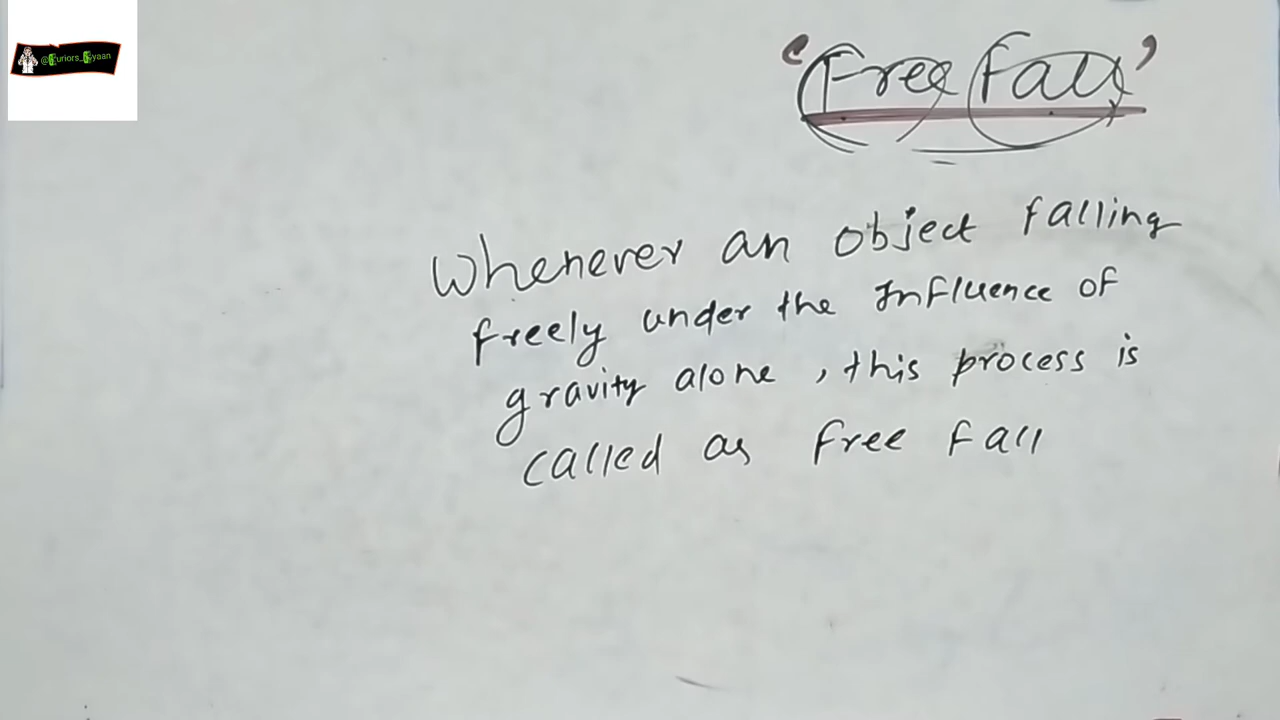 @Curiors_Gyaan
'Free Fall'
Whenever an object falling
freely under the Influence of
gravity alone, this process is
called as free fall